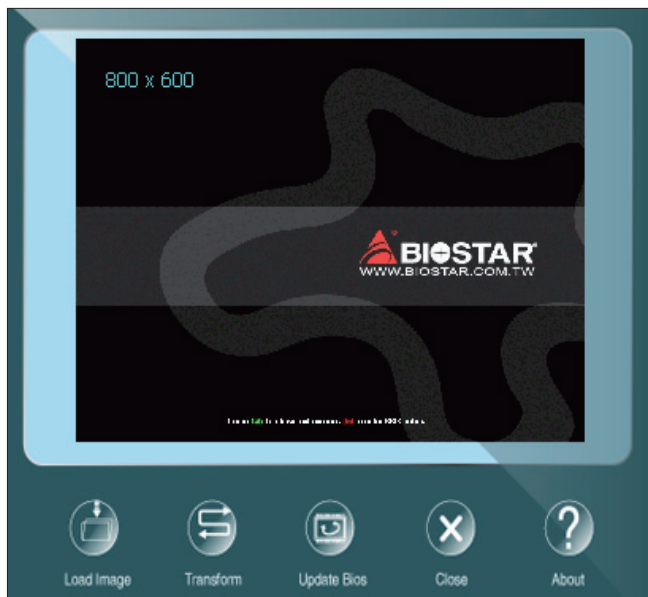 800 x 600
BIOSTAR
WWW.BIOSTAR.COM.TW
Load Image
Transform
Update Bios
Close
About